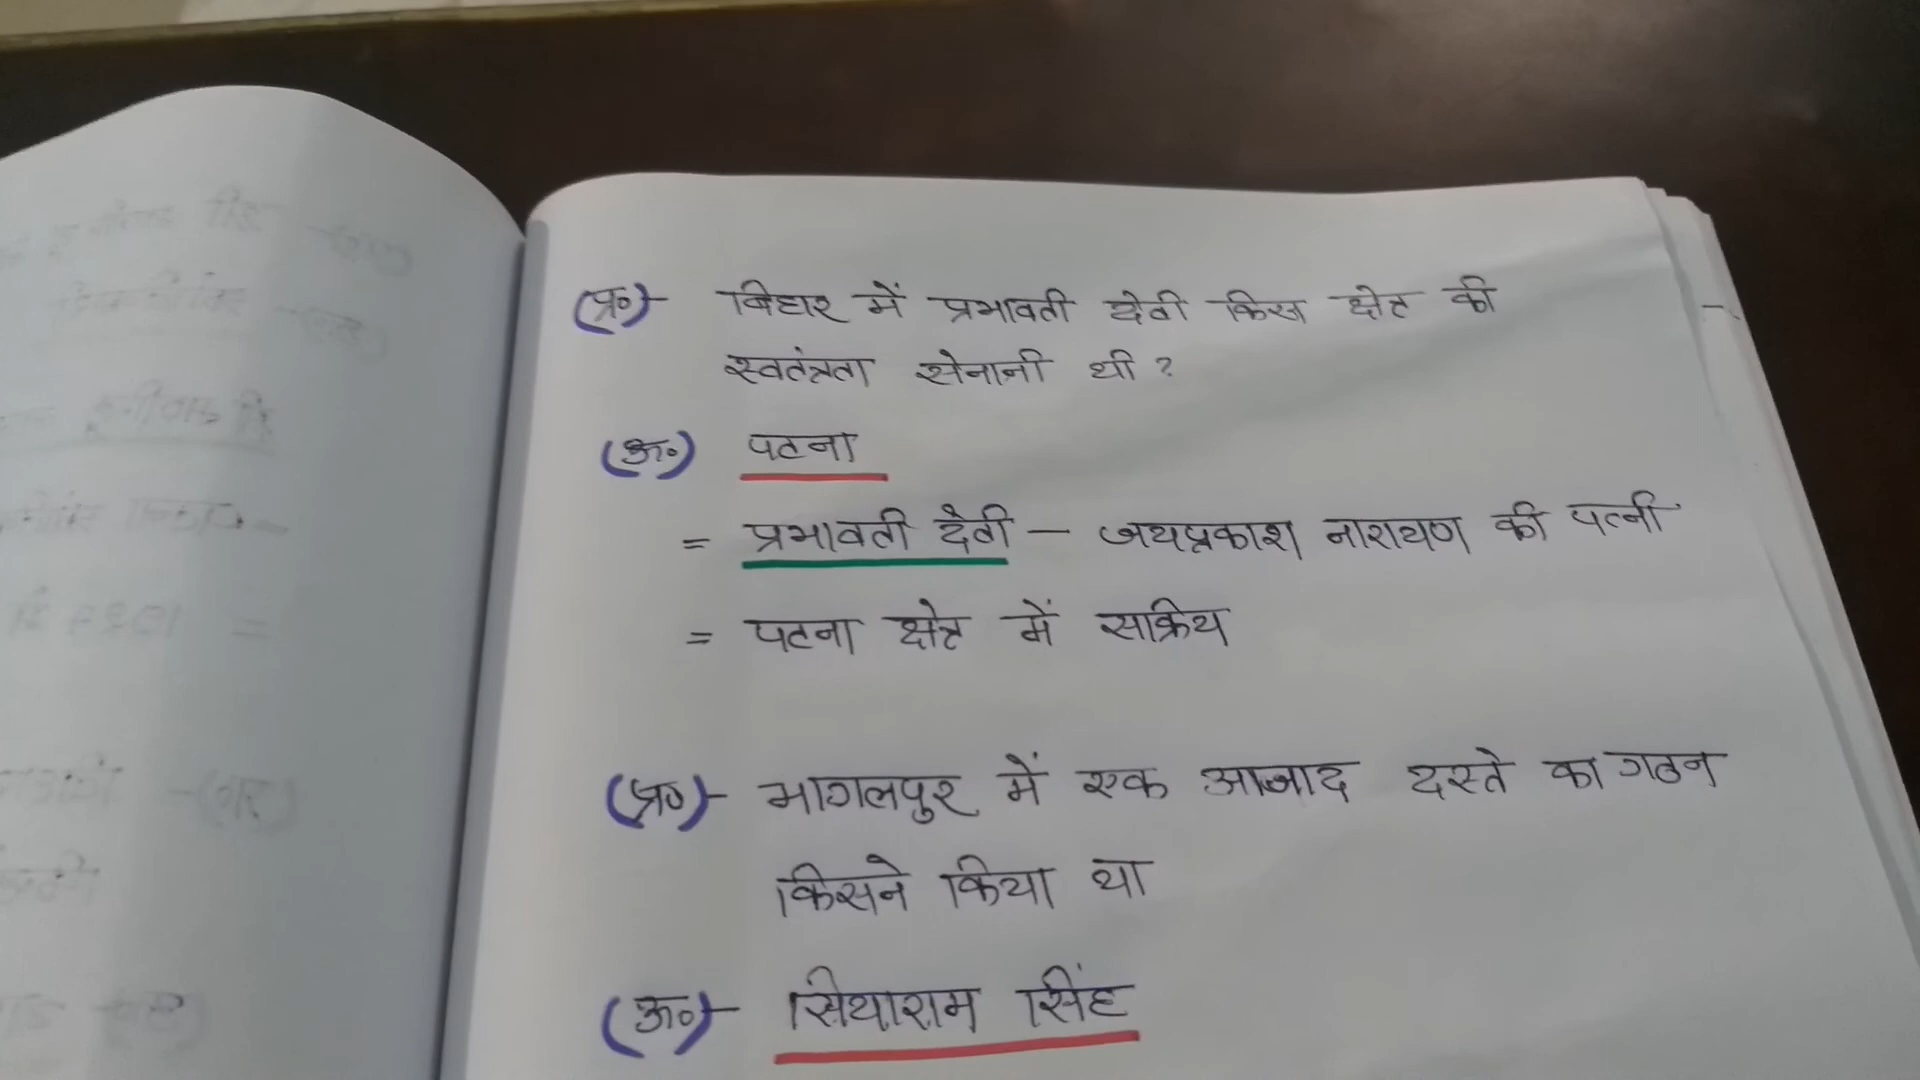 (प्र०)- बिहार में प्रभावती देवी किस क्षेत्र की
स्वतंत्रता सेनानी थी ?
(उ०) पटना
= प्रभावती देवी - जयप्रकाश नारायण की पत्नी
= पटना क्षेत्र में सक्रिय
(प्र०)- भागलपुर में एक आजाद दस्ते का गठन
किसने किया था
(उ०)- सियाराम सिंह